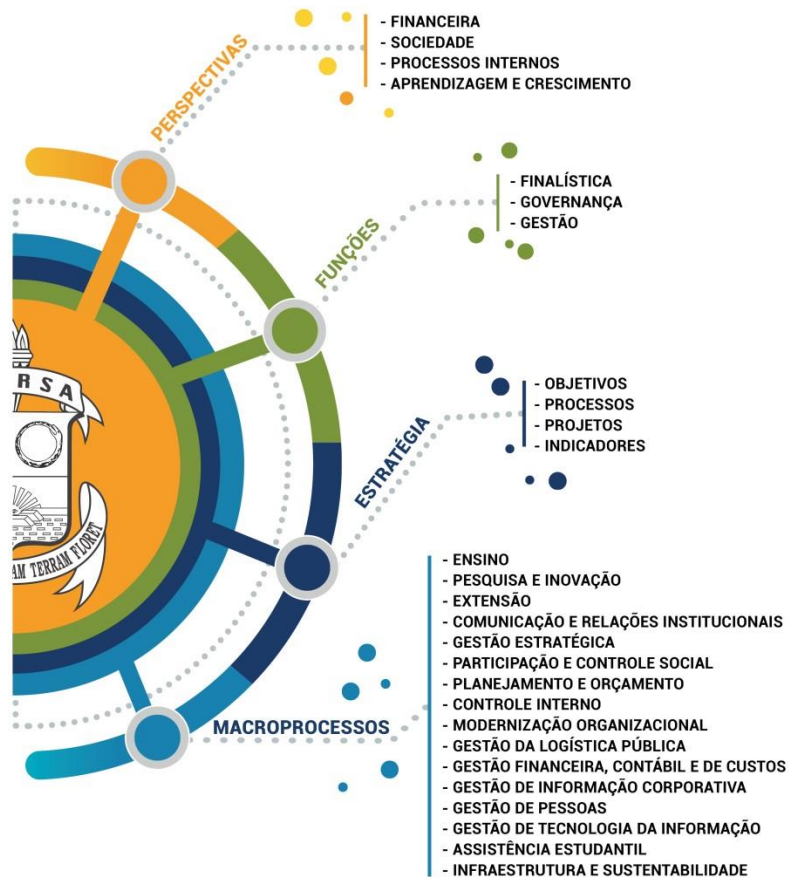 PERSPECTIVAS
- FINANCEIRA
- SOCIEDADE
- PROCESSOS INTERNOS
- APRENDIZAGEM E CRESCIMENTO
FUNÇÕES
- FINALÍSTICA
- GOVERNANÇA
- GESTÃO
ESTRATÉGIA
- OBJETIVOS
- PROCESSOS
- PROJETOS
- INDICADORES
MACROPROCESSOS
- ENSINO
- PESQUISA E INOVAÇÃO
- EXTENSÃO
- COMUNICAÇÃO E RELAÇÕES INSTITUCIONAIS
- GESTÃO ESTRATÉGICA
- PARTICIPAÇÃO E CONTROLE SOCIAL
- PLANEJAMENTO E ORÇAMENTO
- CONTROLE INTERNO
- MODERNIZAÇÃO ORGANIZACIONAL
- GESTÃO DA LOGÍSTICA PÚBLICA
- GESTÃO FINANCEIRA, CONTÁBIL E DE CUSTOS
- GESTÃO DE INFORMAÇÃO CORPORATIVA
- GESTÃO DE PESSOAS
- GESTÃO DE TECNOLOGIA DA INFORMAÇÃO
- ASSISTÊNCIA ESTUDANTIL
- INFRAESTRUTURA E SUSTENTABILIDADE
RSA
AM TERRAM FLORET